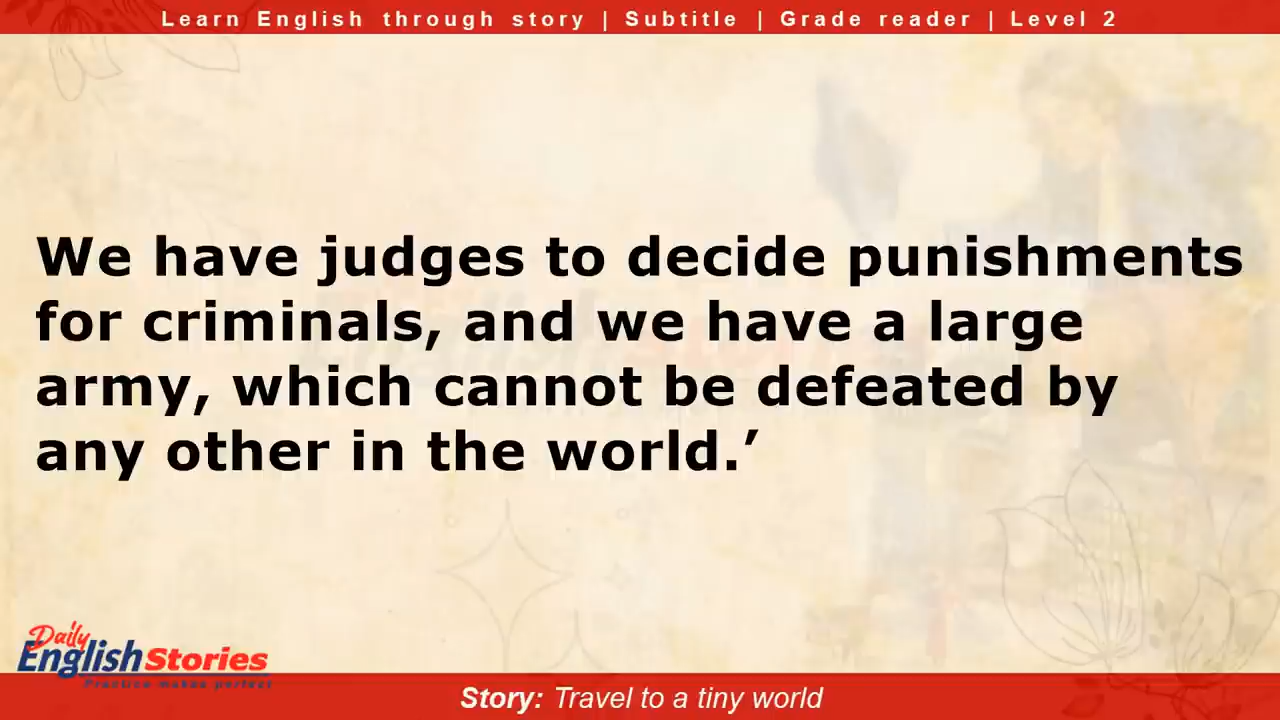 Learn English through story | Subtitle | Grade reader | Level 2
We have judges to decide punishments
for criminals, and we have a large
army, which cannot be defeated by
any other in the world.’
Daily
English Stories
Practice makes perfect
Story: Travel to a tiny world